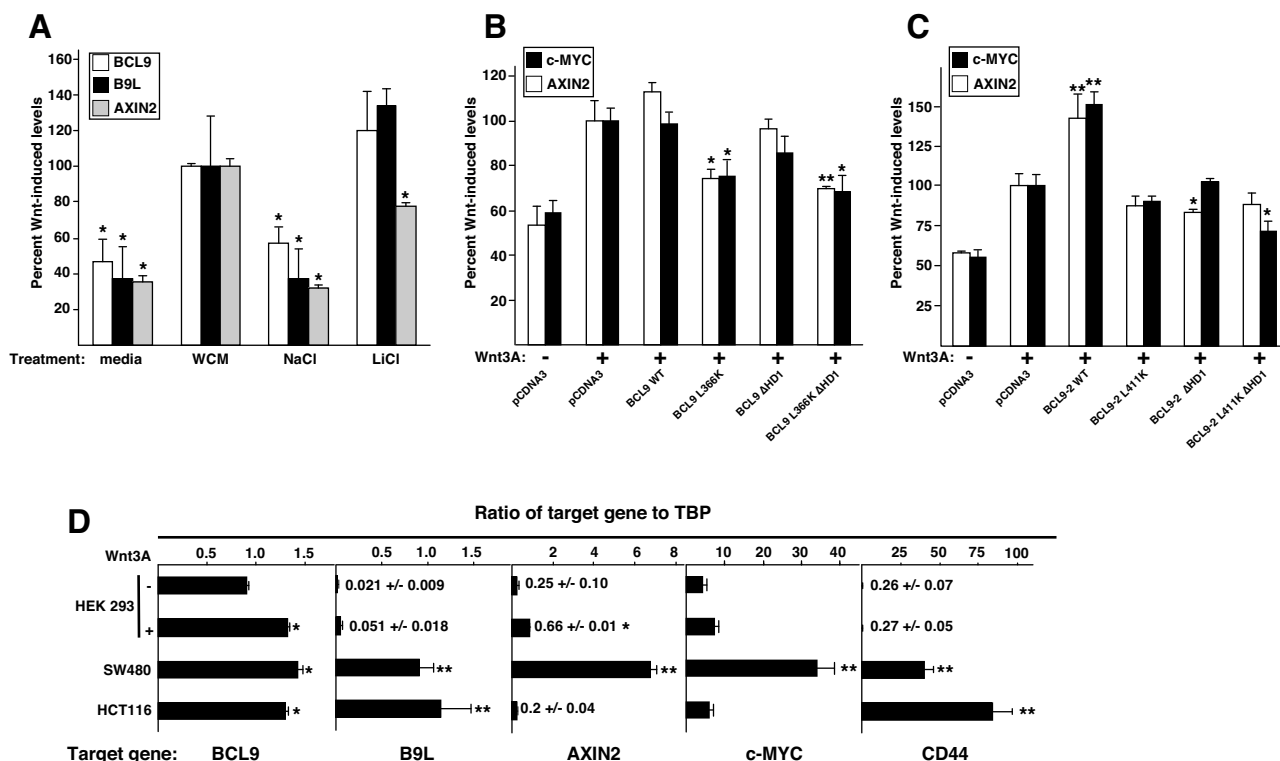 A
BCL9
B9L
AXIN2
Percent Wnt-induced levels
160
140
120
100
80
60
40
20
* * *
* * *
*
Treatment: media WCM NaCl LiCl
B
c-MYC
AXIN2
Percent Wnt-induced levels
120
100
80
60
40
20
* *
** *
Wnt3A: - + + + + +
pCDNA3
pCDNA3
BCL9 WT
BCL9 L366K
BCL9 ΔHD1
BCL9 L366K ΔHD1
C
c-MYC
AXIN2
Percent Wnt-induced levels
150
125
100
75
50
25
** **
*
*
Wnt3A: - + + + + +
pCDNA3
pCDNA3
BCL9-2 WT
BCL9-2 L411K
BCL9-2 ΔHD1
BCL9-2 L411K ΔHD1
D
Ratio of target gene to TBP
Wnt3A 0.5 1.0 1.5 0.5 1.0 1.5 2 4 6 8 10 20 30 40 25 50 75 100
HEK 293
- 0.021 +/- 0.009 0.25 +/- 0.10 0.26 +/- 0.07
+ * 0.051 +/- 0.018 0.66 +/- 0.01 * 0.27 +/- 0.05
SW480 * ** ** ** **
HCT116 * ** 0.2 +/- 0.04 **
Target gene: BCL9 B9L AXIN2 c-MYC CD44